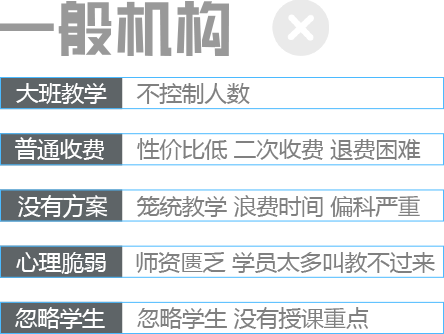 一般机构
大班教学 不控制人数
普通收费 性价比低 二次收费 退费困难
没有方案 笼统教学 浪费时间 偏科严重
心理脆弱 师资匮乏 学员太多叫教不过来
忽略学生 忽略学生 没有授课重点